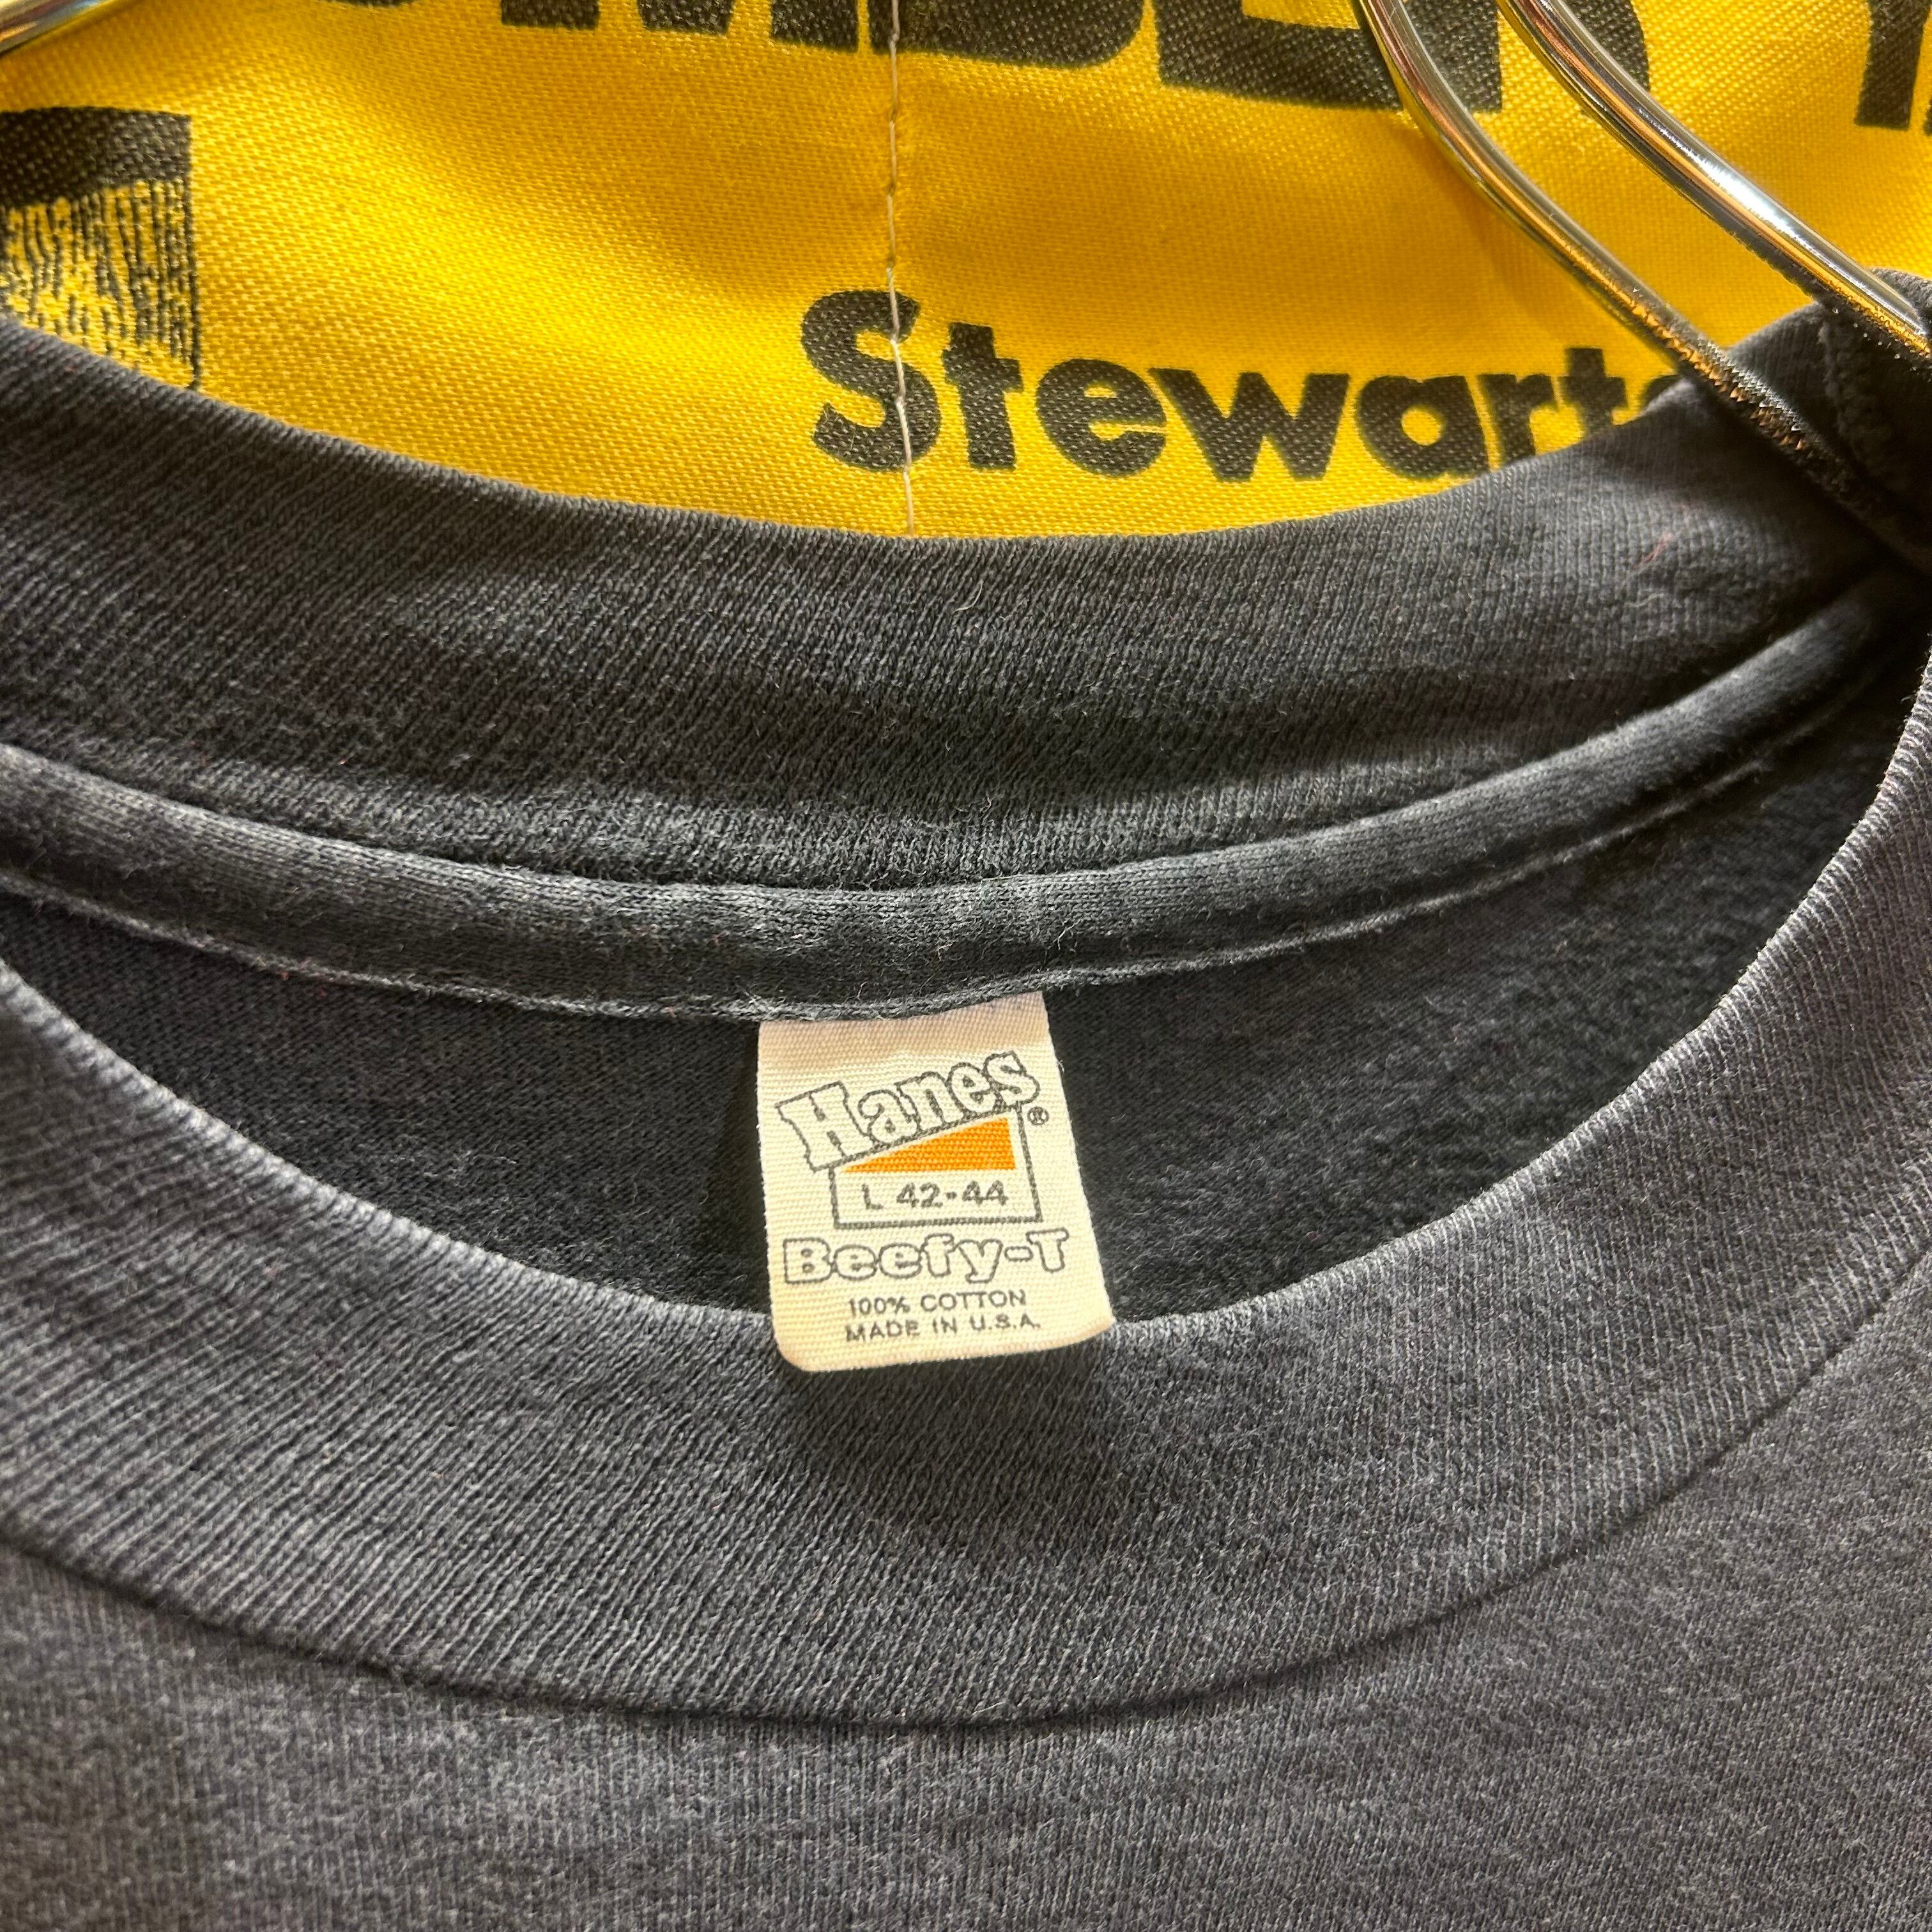 Stewart
Hanes®
L 42-44
Beefy-T
100% COTTON
MADE IN U.S.A.